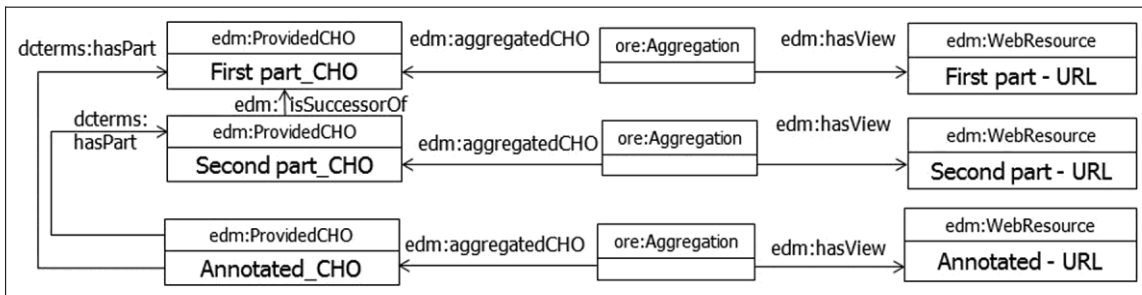 dcterms:hasPart
edm:ProvidedCHO
First part_CHO
edm:aggregatedCHO
ore:Aggregation
edm:hasView
edm:WebResource
First part - URL
edm: isSuccessorOf
dcterms:
hasPart
edm:ProvidedCHO
Second part_CHO
edm:aggregatedCHO
ore:Aggregation
edm:hasView
edm:WebResource
Second part - URL
edm:ProvidedCHO
Annotated_CHO
edm:aggregatedCHO
ore:Aggregation
edm:hasView
edm:WebResource
Annotated - URL